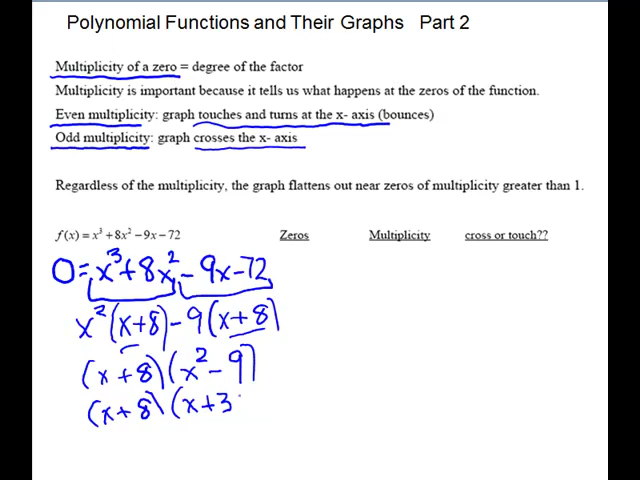 Polynomial Functions and Their Graphs Part 2
Multiplicity of a zero = degree of the factor
Multiplicity is important because it tells us what happens at the zeros of the function.
Even multiplicity: graph touches and turns at the x- axis (bounces)
Odd multiplicity: graph crosses the x- axis
Regardless of the multiplicity, the graph flattens out near zeros of multiplicity greater than 1.
f(x) = x³ + 8x² − 9x − 72 Zeros Multiplicity cross or touch??
0 = x³ + 8x² − 9x − 72
x² (x + 8) − 9 (x + 8)
(x + 8) (x² − 9)
(x + 8) (x + 3